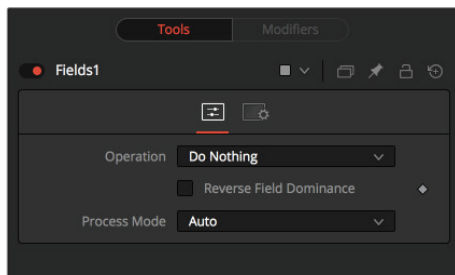 Tools Modifiers
Fields1
Operation Do Nothing
Reverse Field Dominance
Process Mode Auto